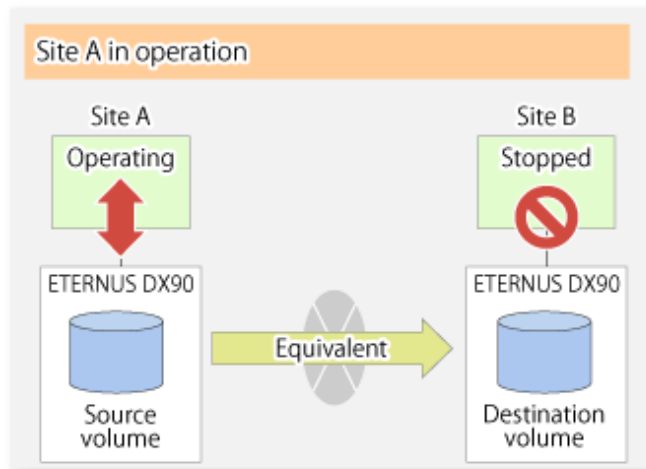 Site A in operation
Site A
Site B
Operating
Stopped
ETERNUS DX90
ETERNUS DX90
Equivalent
Source
volume
Destination
volume